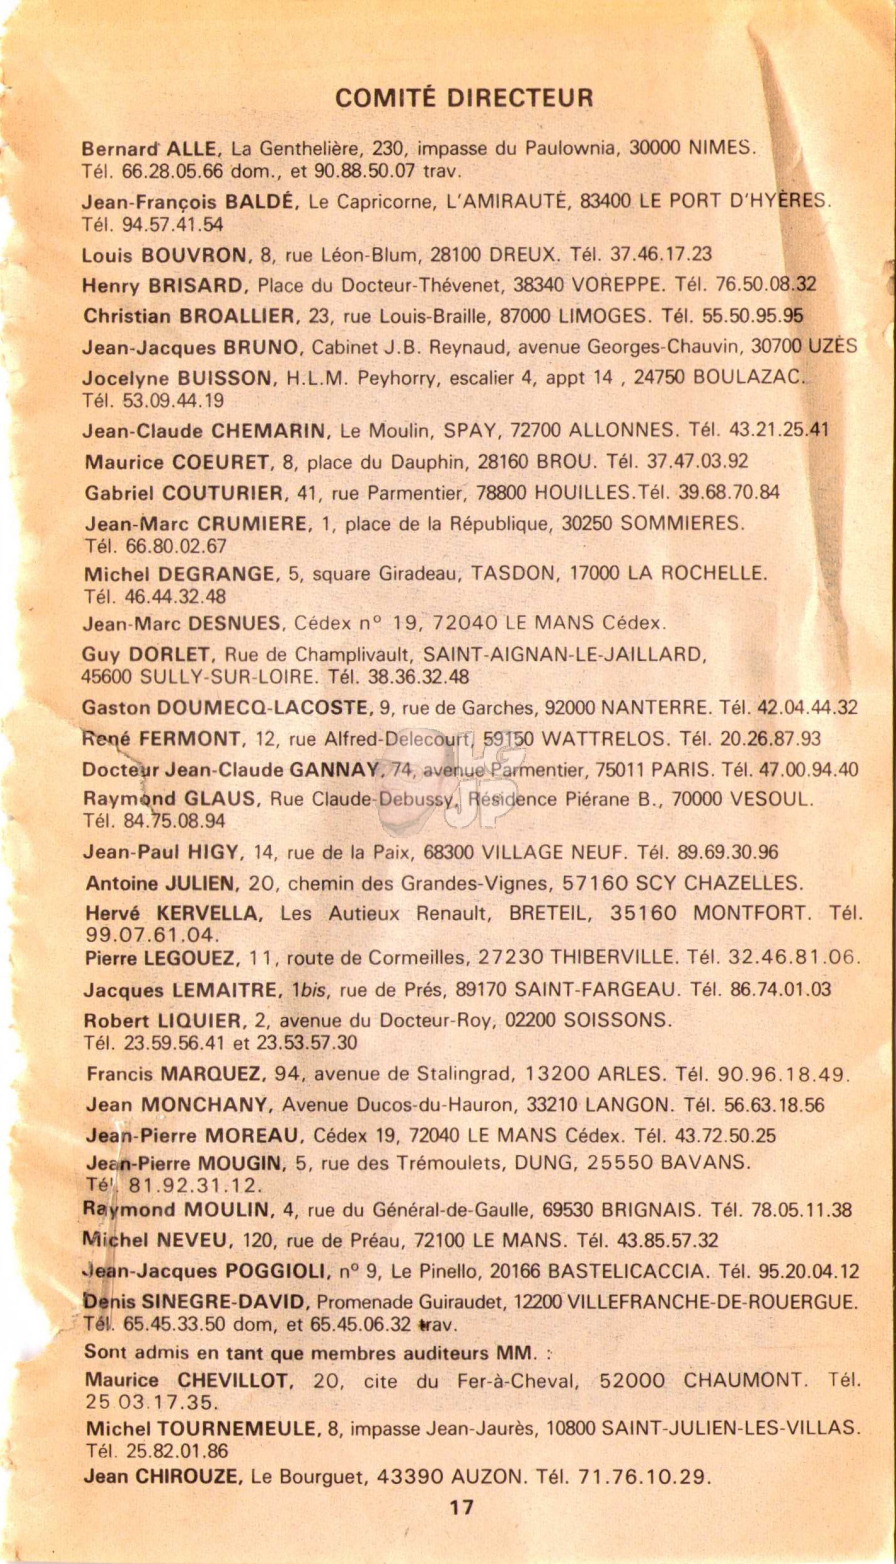 COMITÉ DIRECTEUR
Bernard ALLE, La Genthelière, 230, impasse du Paulownia, 30000 NIMES.
Tél. 66.28.05.66 dom., et 90.88.50.07 trav.
Jean-François BALDÉ, Le Capricorne, L'AMIRAUTÉ, 83400 LE PORT D'HYÈRES.
Tél. 94.57.41.54
Louis BOUVRON, 8, rue Léon-Blum, 28100 DREUX. Tél. 37.46.17.23
Henry BRISARD, Place du Docteur-Thévenet, 38340 VOREPPE. Tél. 76.50.08.32
Christian BROALLIER, 23, rue Louis-Braille, 87000 LIMOGES. Tél. 55.50.95.95
Jean-Jacques BRUNO, Cabinet J.B. Reynaud, avenue Georges-Chauvin, 30700 UZÈS
Jocelyne BUISSON, H.L.M. Peyhorry, escalier 4, appt 14 , 24750 BOULAZAC.
Tél. 53.09.44.19
Jean-Claude CHEMARIN, Le Moulin, SPAY, 72700 ALLONNES. Tél. 43.21.25.41
Maurice COEURET, 8, place du Dauphin, 28160 BROU. Tél. 37.47.03.92
Gabriel COUTURIER, 41, rue Parmentier, 78800 HOUILLES.Tél. 39.68.70.84
Jean-Marc CRUMIERE, 1, place de la République, 30250 SOMMIERES.
Tél. 66.80.02.67
Michel DEGRANGE, 5, square Giradeau, TASDON, 17000 LA ROCHELLE.
Tél. 46.44.32.48
Jean-Marc DESNUES, Cédex n° 19, 72040 LE MANS Cédex.
Guy DORLET, Rue de Champlivault, SAINT-AIGNAN-LE-JAILLARD,
45600 SULLY-SUR-LOIRE. Tél. 38.36.32.48
Gaston DOUMECQ-LACOSTE, 9, rue de Garches, 92000 NANTERRE. Tél. 42.04.44.32
René FERMONT, 12, rue Alfred-Delecourt, 59150 WATTRELOS. Tél. 20.26.87.93
Docteur Jean-Claude GANNAY, 74, avenue Parmentier, 75011 PARIS. Tél. 47.00.94.40
Raymond GLAUS, Rue Claude-Debussy, Résidence Piérane B., 70000 VESOUL.
Tél. 84.75.08.94
Jean-Paul HIGY, 14, rue de la Paix, 68300 VILLAGE NEUF. Tél. 89.69.30.96
Antoine JULIEN, 20, chemin des Grandes-Vignes, 57160 SCY CHAZELLES.
Hervé KERVELLA, Les Autieux Renault, BRETEIL, 35160 MONTFORT. Tél.
99.07.61.04.
Pierre LEGOUEZ, 11, route de Cormeilles, 27230 THIBERVILLE. Tél. 32.46.81.06.
Jacques LEMAITRE, 1bis, rue de Prés, 89170 SAINT-FARGEAU. Tél. 86.74.01.03
Robert LIQUIER, 2, avenue du Docteur-Roy, 02200 SOISSONS.
Tél. 23.59.56.41 et 23.53.57.30
Francis MARQUEZ, 94, avenue de Stalingrad, 13200 ARLES. Tél. 90.96.18.49.
Jean MONCHANY, Avenue Ducos-du-Hauron, 33210 LANGON. Tél. 56.63.18.56
Jean-Pierre MOREAU, Cédex 19, 72040 LE MANS Cédex. Tél. 43.72.50.25
Jean-Pierre MOUGIN, 5, rue des Trémoulets, DUNG, 25550 BAVANS.
Tél. 81.92.31.12.
Raymond MOULIN, 4, rue du Général-de-Gaulle, 69530 BRIGNAIS. Tél. 78.05.11.38
Michel NEVEU, 120, rue de Préau, 72100 LE MANS. Tél. 43.85.57.32
Jean-Jacques POGGIOLI, n° 9, Le Pinello, 20166 BASTELICACCIA. Tél. 95.20.04.12
Denis SINEGRE-DAVID, Promenade Guiraudet, 12200 VILLEFRANCHE-DE-ROUERGUE.
Tél. 65.45.33.50 dom, et 65.45.06.32 trav.
Sont admis en tant que membres auditeurs MM. :
Maurice CHEVILLOT, 20, cite du Fer-à-Cheval, 52000 CHAUMONT. Tél.
25 03.17.35.
Michel TOURNEMEULE, 8, impasse Jean-Jaurès, 10800 SAINT-JULIEN-LES-VILLAS.
Tél. 25.82.01.86
Jean CHIROUZE, Le Bourguet, 43390 AUZON. Tél. 71.76.10.29.
17